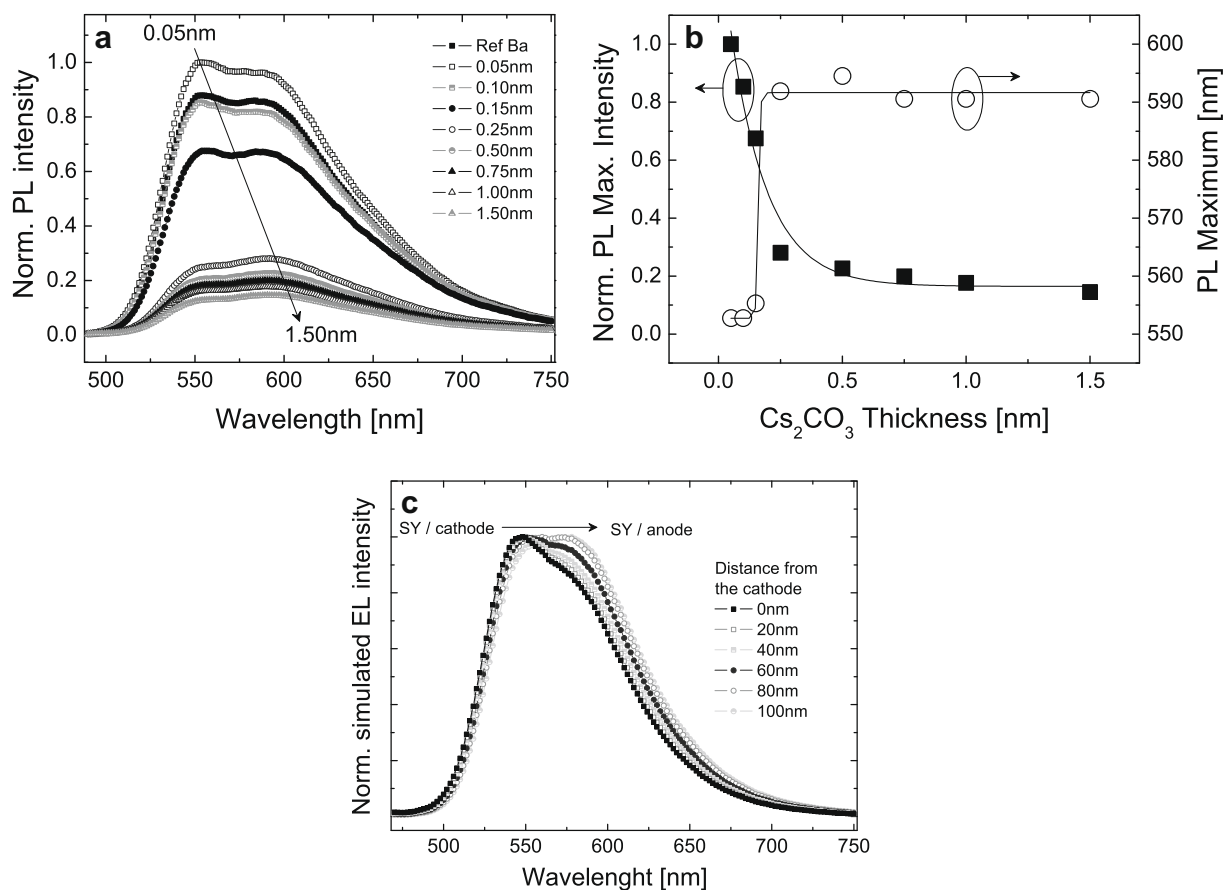 a
0.05nm
1.50nm
Ref Ba
0.05nm
0.10nm
0.15nm
0.25nm
0.50nm
0.75nm
1.00nm
1.50nm
Norm. PL intensity
1.0
0.8
0.6
0.4
0.2
0.0
500 550 600 650 700 750
Wavelength [nm]
b
Norm. PL Max. Intensity
1.0
0.8
0.6
0.4
0.2
0.0
600
590
580
570
560
550
PL Maximum [nm]
0.0 0.5 1.0 1.5
Cs₂CO₃ Thickness [nm]
c
SY / cathode
SY / anode
Norm. simulated EL intensity
Distance from
the cathode
0nm
20nm
40nm
60nm
80nm
100nm
500 550 600 650 700 750
Wavelenght [nm]